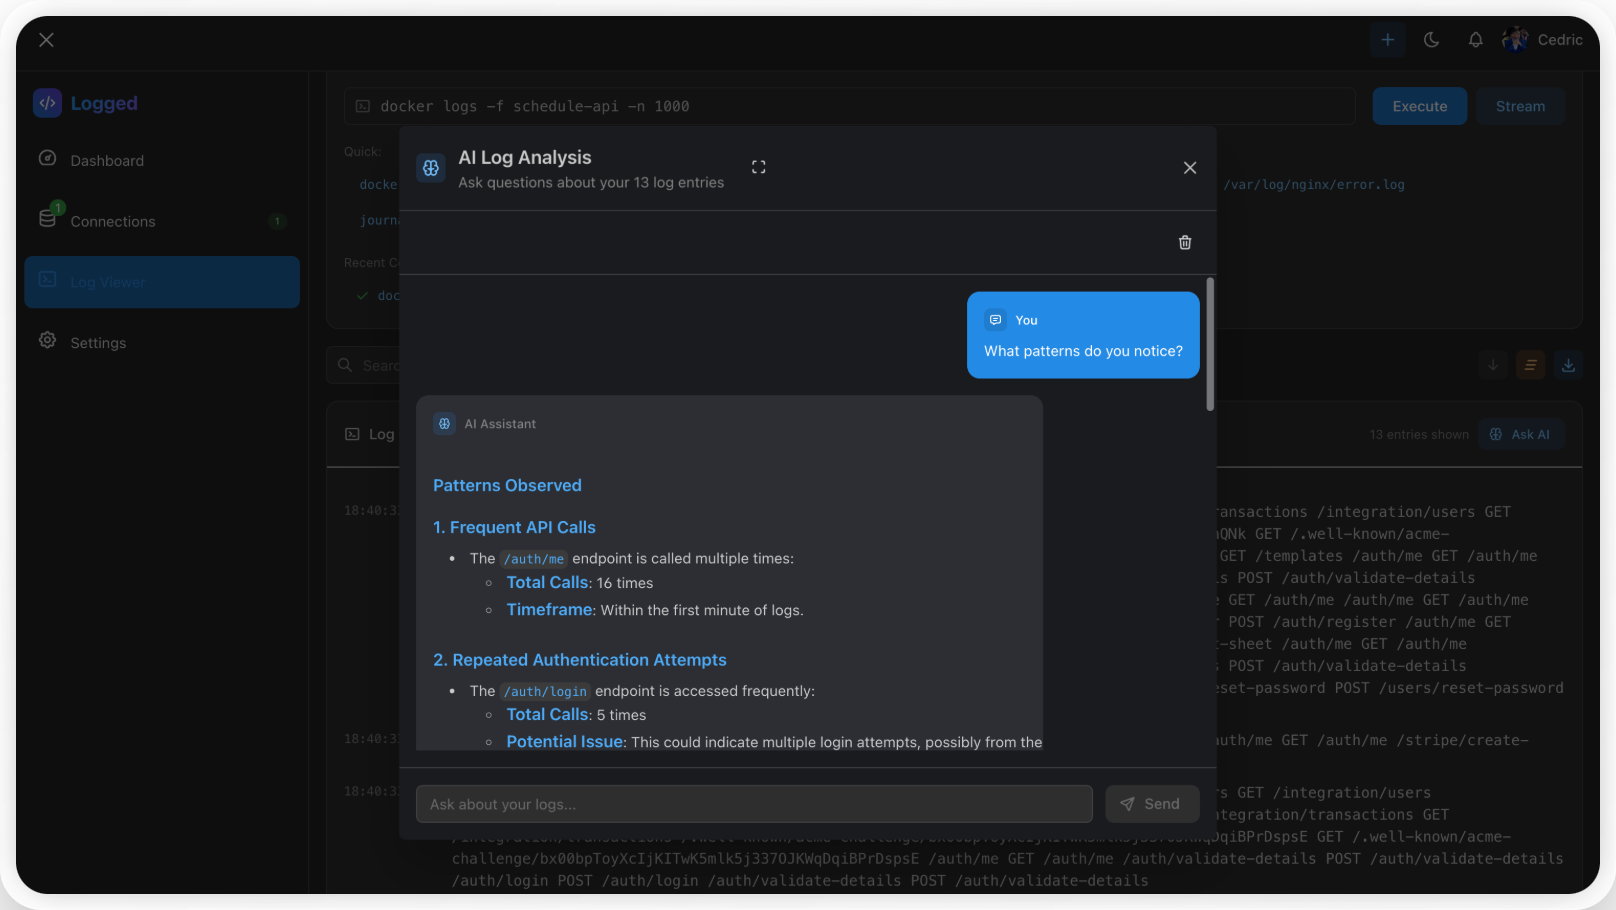 Cedric
Logged
Dashboard
1
Connections
1
Log Viewer
Settings
docker logs -f schedule-api -n 1000
Execute
Stream
Quick:
docke
/var/log/nginx/error.log
journa
Recent C
doc
AI Log Analysis
Ask questions about your 13 log entries
You
What patterns do you notice?
AI Assistant
Patterns Observed
1. Frequent API Calls
• The /auth/me endpoint is called multiple times:
Total Calls: 16 times
Timeframe: Within the first minute of logs.
2. Repeated Authentication Attempts
• The /auth/login endpoint is accessed frequently:
Total Calls: 5 times
Potential Issue: This could indicate multiple login attempts, possibly from the
Ask about your logs...
Send
Searc
Log
13 entries shown
Ask AI
18:40:3
ansactions /integration/users GET
QNk GET /.well-known/acme-
GET /templates /auth/me GET /auth/me
s POST /auth/validate-details
GET /auth/me /auth/me GET /auth/me
POST /auth/register /auth/me GET
t-sheet /auth/me GET /auth/me
POST /auth/validate-details
eset-password POST /users/reset-password
18:40:3
uth/me GET /auth/me /stripe/create-
18:40:3
s GET /integration/users
ntegration/transactions GET
GET /.well-known/acme-
challenge/bx00bpToyXcIjKITwK5mlk5j337OJKWqDqiBPrDspsE /auth/me GET /auth/me /auth/validate-details POST /auth/validate-details
/auth/login POST /auth/login /auth/validate-details POST /auth/validate-details